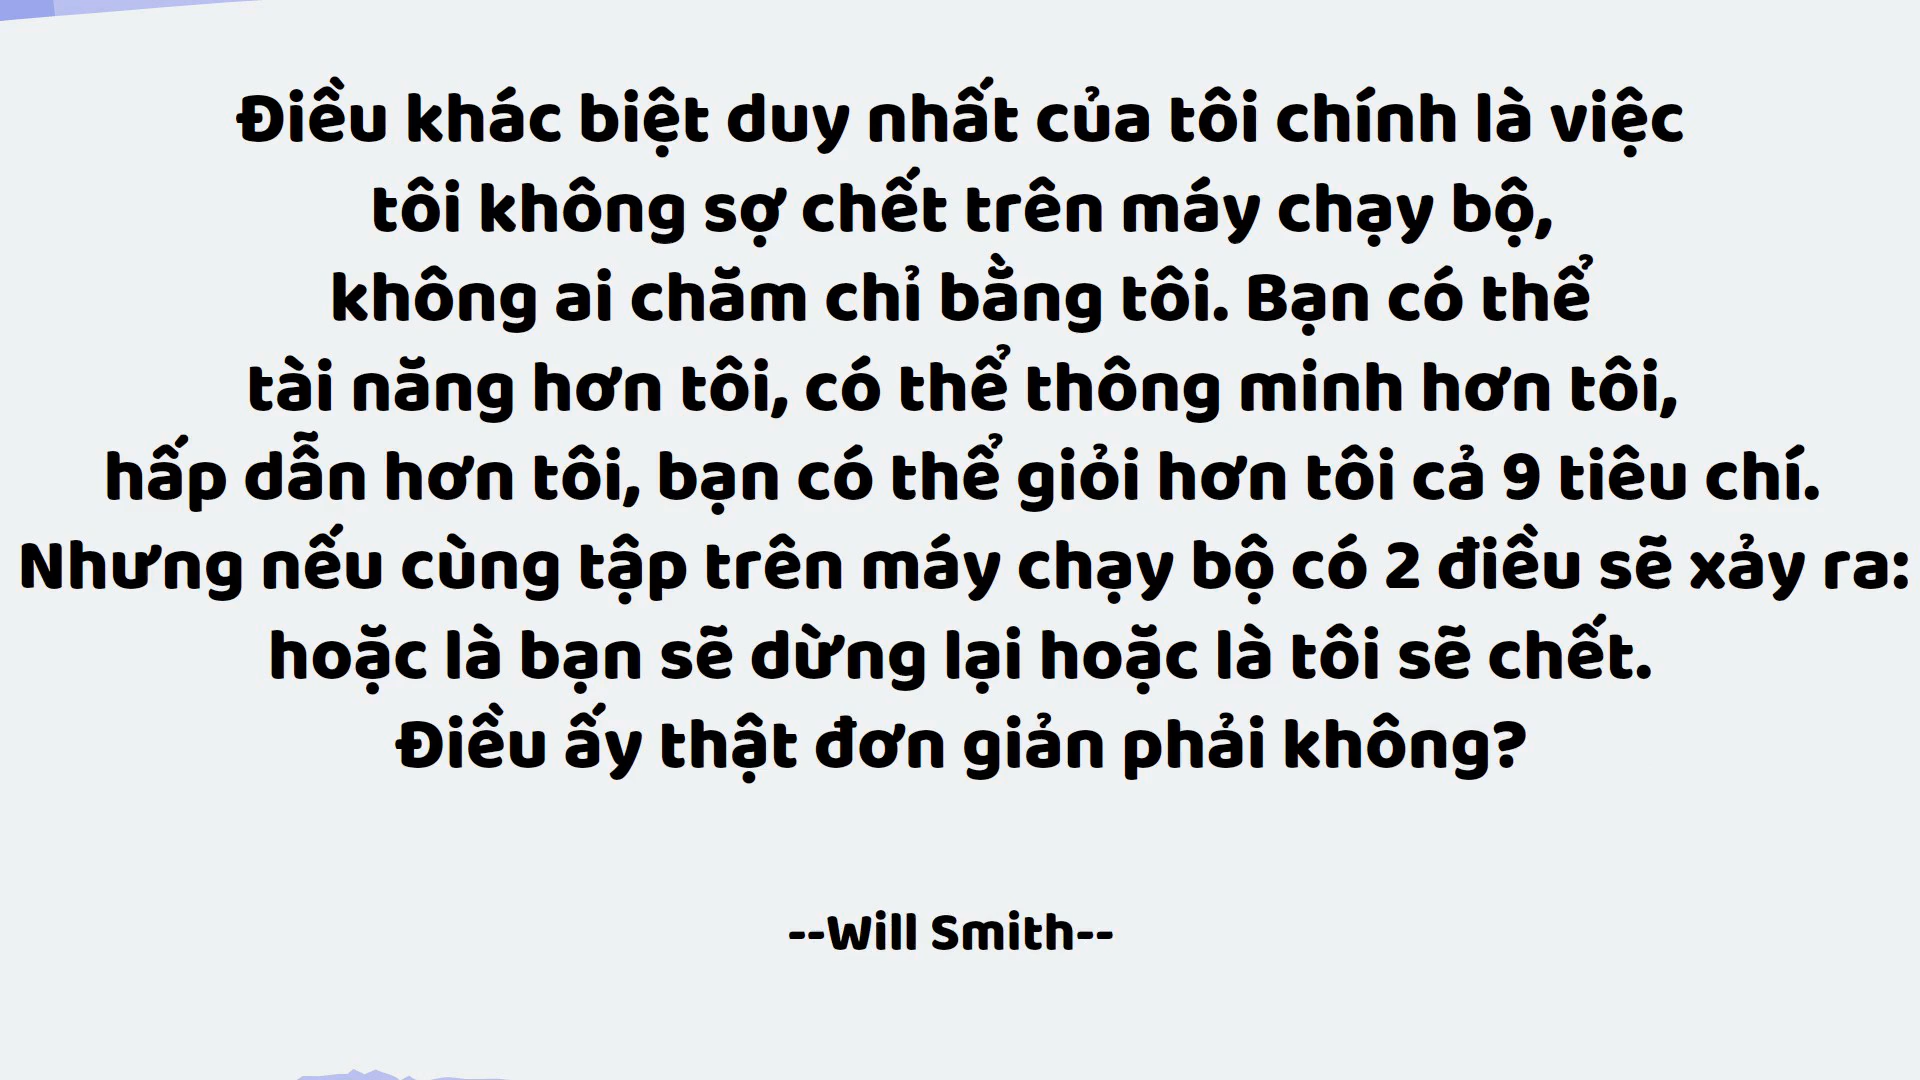 Điều khác biệt duy nhất của tôi chính là việc
tôi không sợ chết trên máy chạy bộ,
không ai chăm chỉ bằng tôi. Bạn có thể
tài năng hơn tôi, có thể thông minh hơn tôi,
hấp dẫn hơn tôi, bạn có thể giỏi hơn tôi cả 9 tiêu chí.
Nhưng nếu cùng tập trên máy chạy bộ có 2 điều sẽ xảy ra:
hoặc là bạn sẽ dừng lại hoặc là tôi sẽ chết.
Điều ấy thật đơn giản phải không?
--Will Smith--